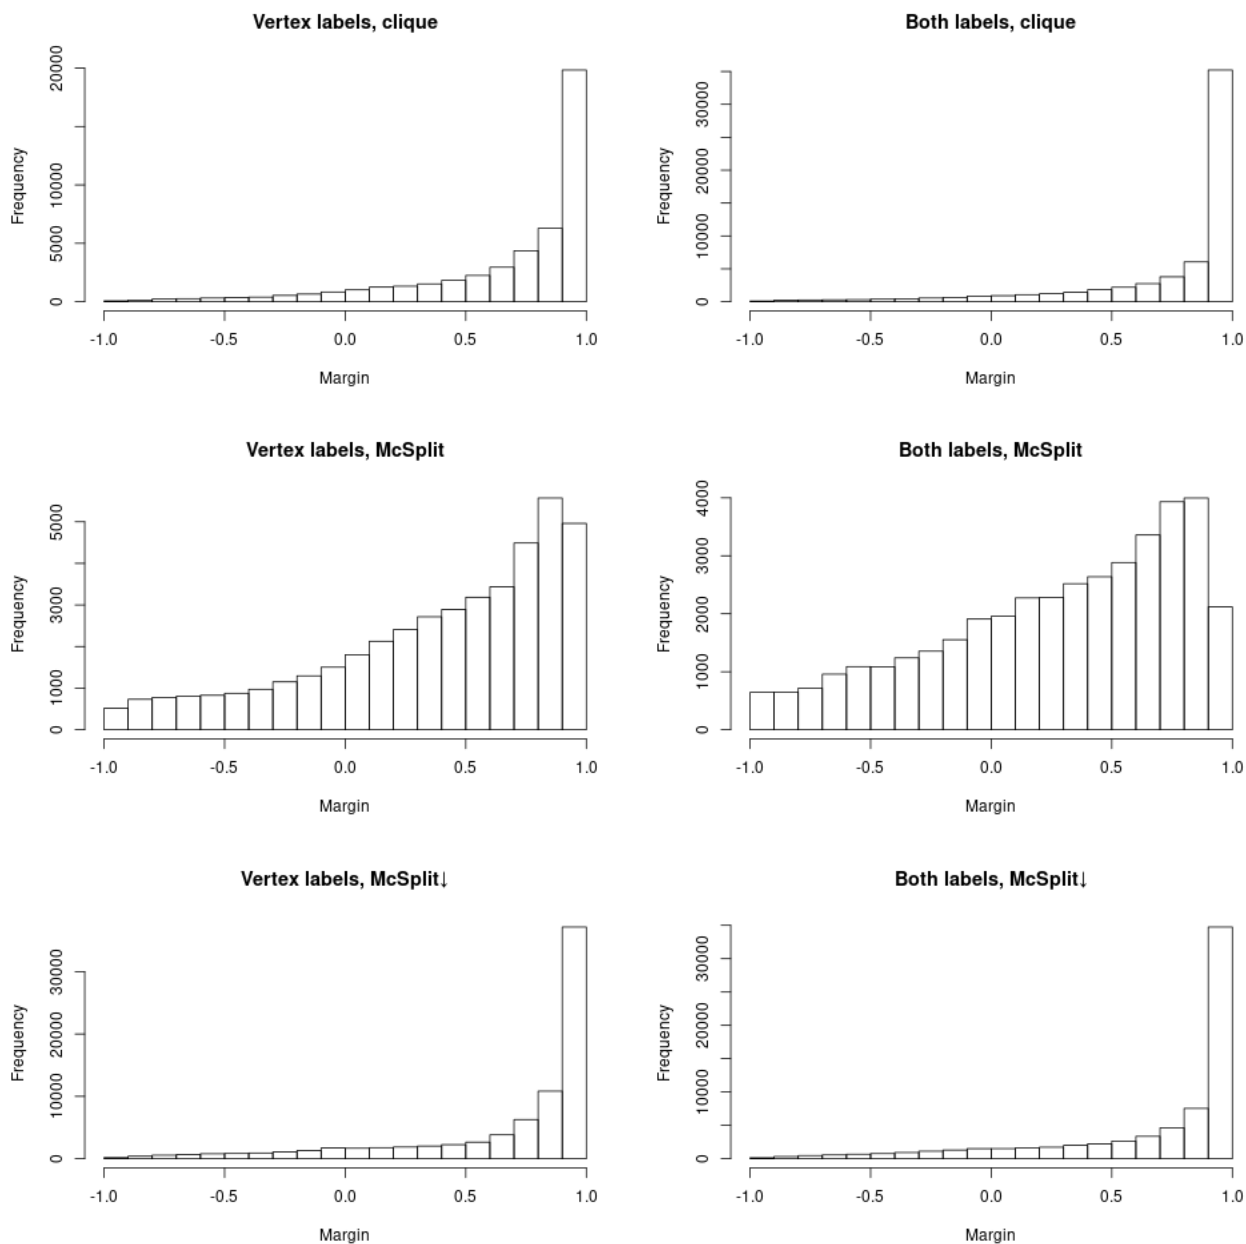 Vertex labels, clique
Frequency
20000
10000
5000
0
-1.0 -0.5 0.0 0.5 1.0
Margin
Both labels, clique
Frequency
30000
20000
10000
0
-1.0 -0.5 0.0 0.5 1.0
Margin
Vertex labels, McSplit
Frequency
5000
3000
1000
0
-1.0 -0.5 0.0 0.5 1.0
Margin
Both labels, McSplit
Frequency
4000
3000
2000
1000
0
-1.0 -0.5 0.0 0.5 1.0
Margin
Vertex labels, McSplit↓
Frequency
30000
20000
10000
0
-1.0 -0.5 0.0 0.5 1.0
Margin
Both labels, McSplit↓
Frequency
30000
20000
10000
0
-1.0 -0.5 0.0 0.5 1.0
Margin